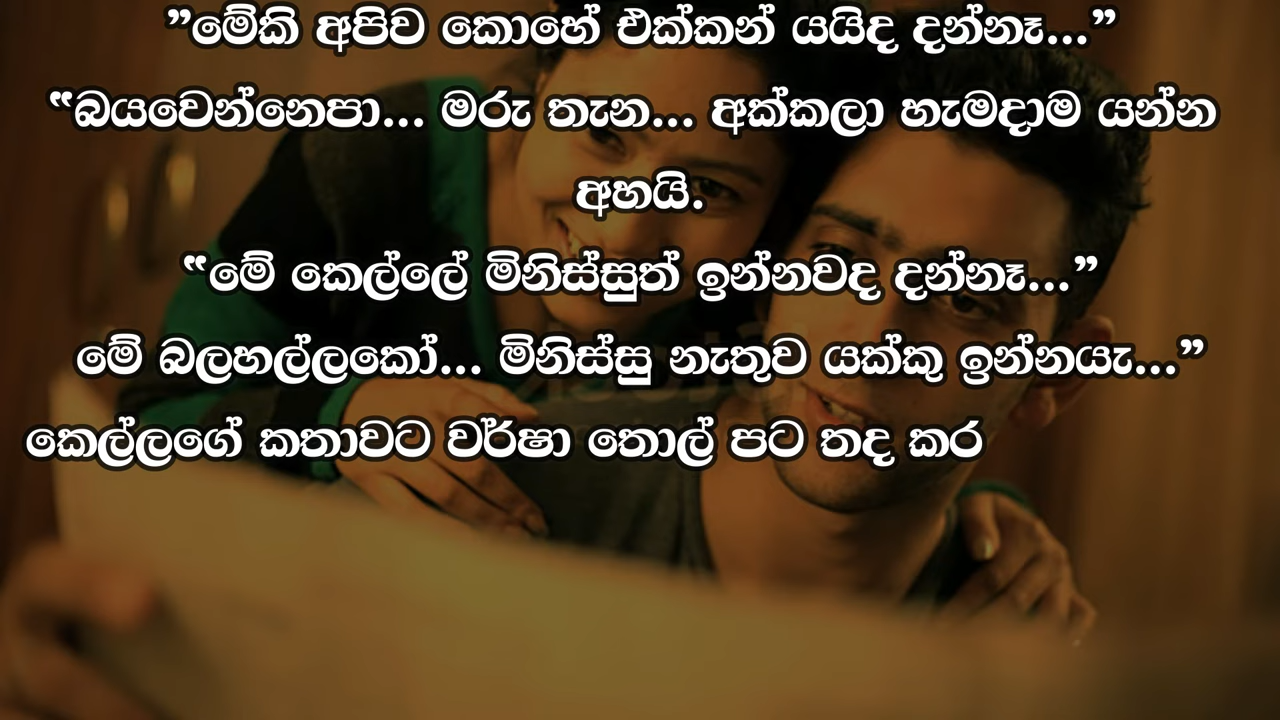 ”මේකි අපිව කොහේ එක්කන් යයිද දන්නෑ...”
“බයවෙන්නෙපා... මරු තැන... අක්කලා හැමදාම යන්න
අහයි.
“මේ කෙල්ලේ මිනිස්සුත් ඉන්නවද දන්නෑ...”
මේ බලහල්ලකෝ... මිනිස්සු නැතුව යක්කු ඉන්නයැ...”
කෙල්ලගේ කතාවට වර්ෂා තොල් පට තද කර